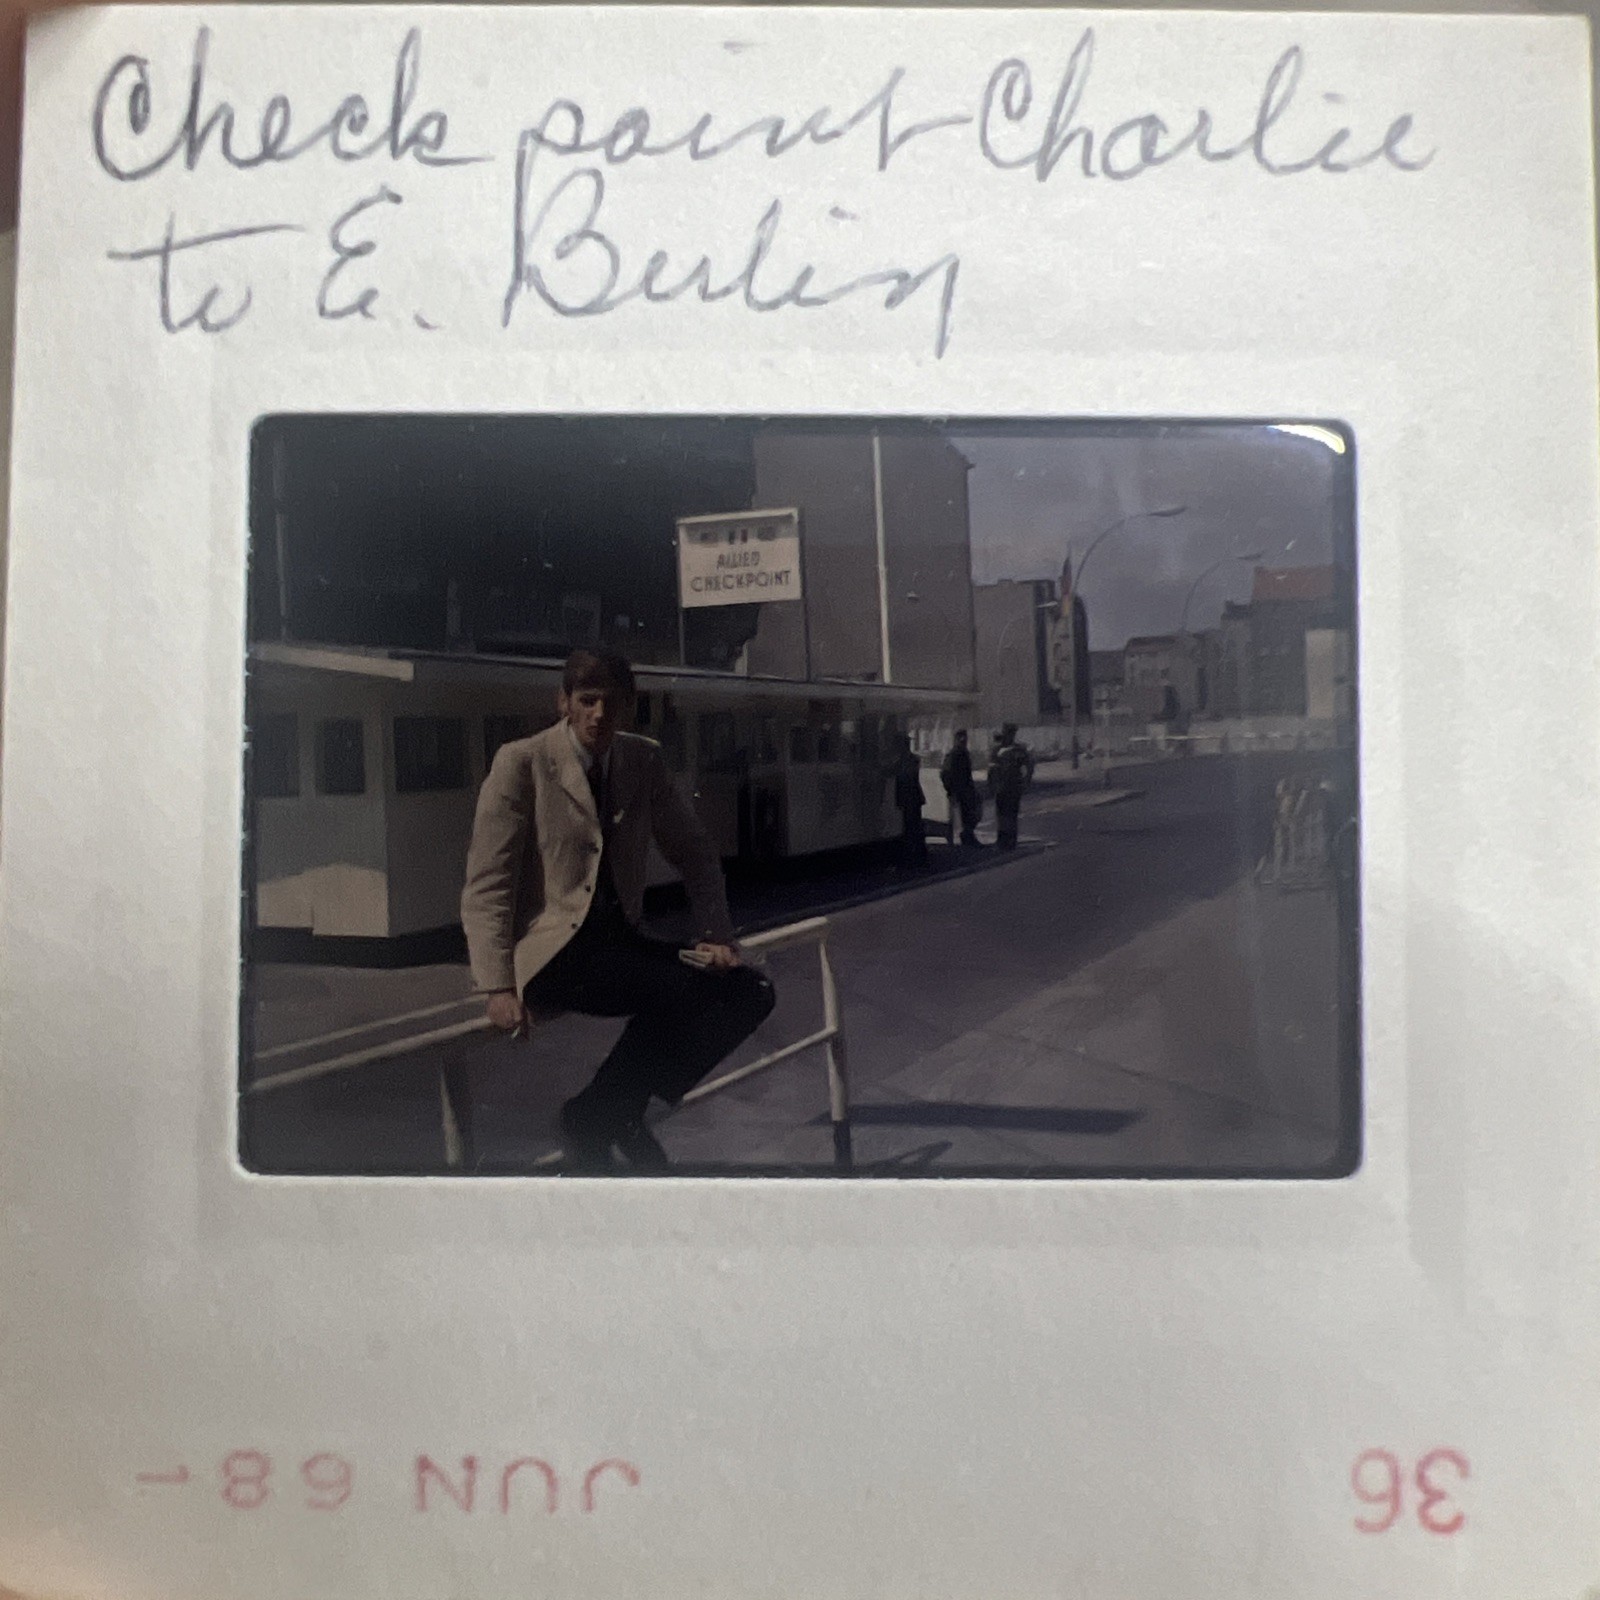 Check point Charlie
to E. Berlin
ALLIED
CHECKPOINT
36 JUN 68